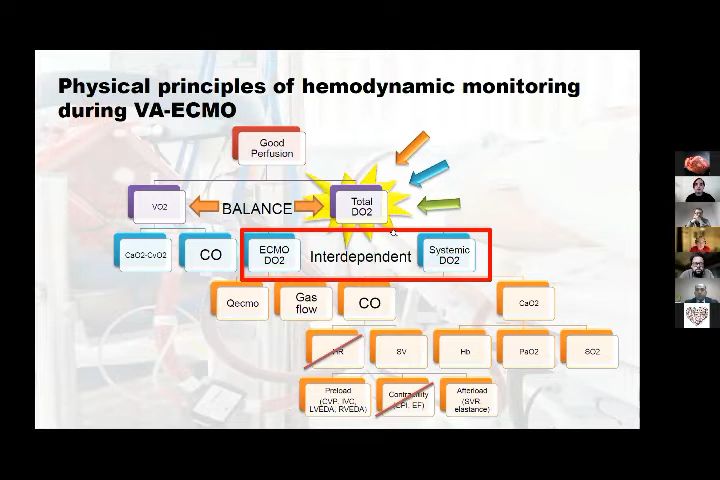 Physical principles of hemodynamic monitoring
during VA-ECMO
Good
Perfusion
VO2
BALANCE
Total
DO2
CaO2-CvO2
CO
ECMO
DO2
Interdependent
Systemic
DO2
Qecmo
Gas
flow
CO
CaO2
HR
SV
Hb
PaO2
SO2
Preload
(CVP, IVC,
LVEDA, RVEDA)
Contractility
(CPI, EF)
Afterload
(SVR,
elastance)